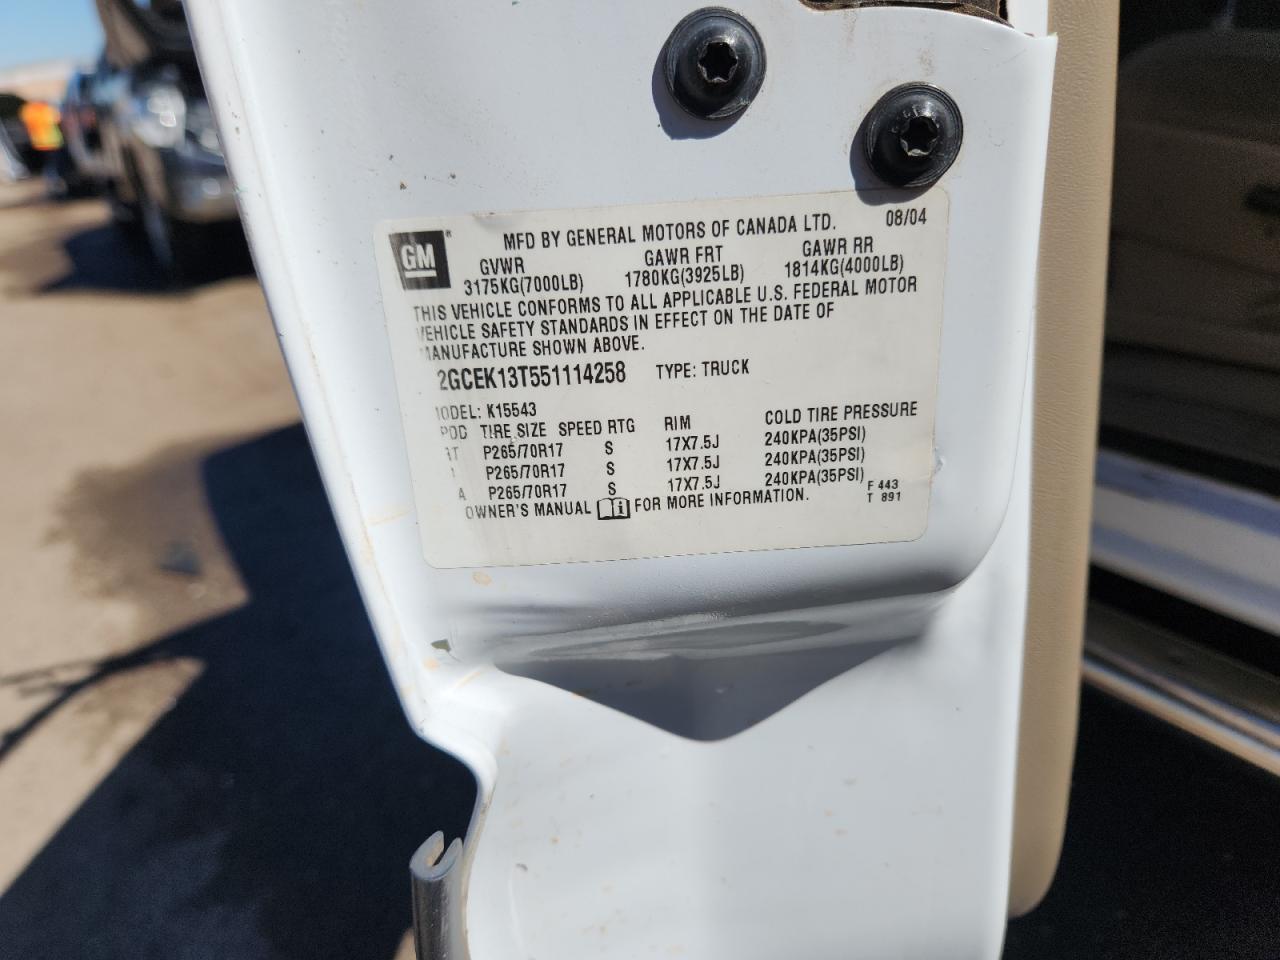 GM ® MFD BY GENERAL MOTORS OF CANADA LTD. 08/04
GVWR GAWR FRT GAWR RR
3175KG(7000LB) 1780KG(3925LB) 1814KG(4000LB)
THIS VEHICLE CONFORMS TO ALL APPLICABLE U.S. FEDERAL MOTOR
VEHICLE SAFETY STANDARDS IN EFFECT ON THE DATE OF
MANUFACTURE SHOWN ABOVE.
2GCEK13T551114258 TYPE: TRUCK
ODEL: K15543
TIRE SIZE SPEED RTG RIM COLD TIRE PRESSURE
RT P265/70R17 S 17X7.5J 240KPA(35PSI)
P265/70R17 S 17X7.5J 240KPA(35PSI)
A P265/70R17 S 17X7.5J 240KPA(35PSI) F 443
OWNER'S MANUAL i FOR MORE INFORMATION. T 891